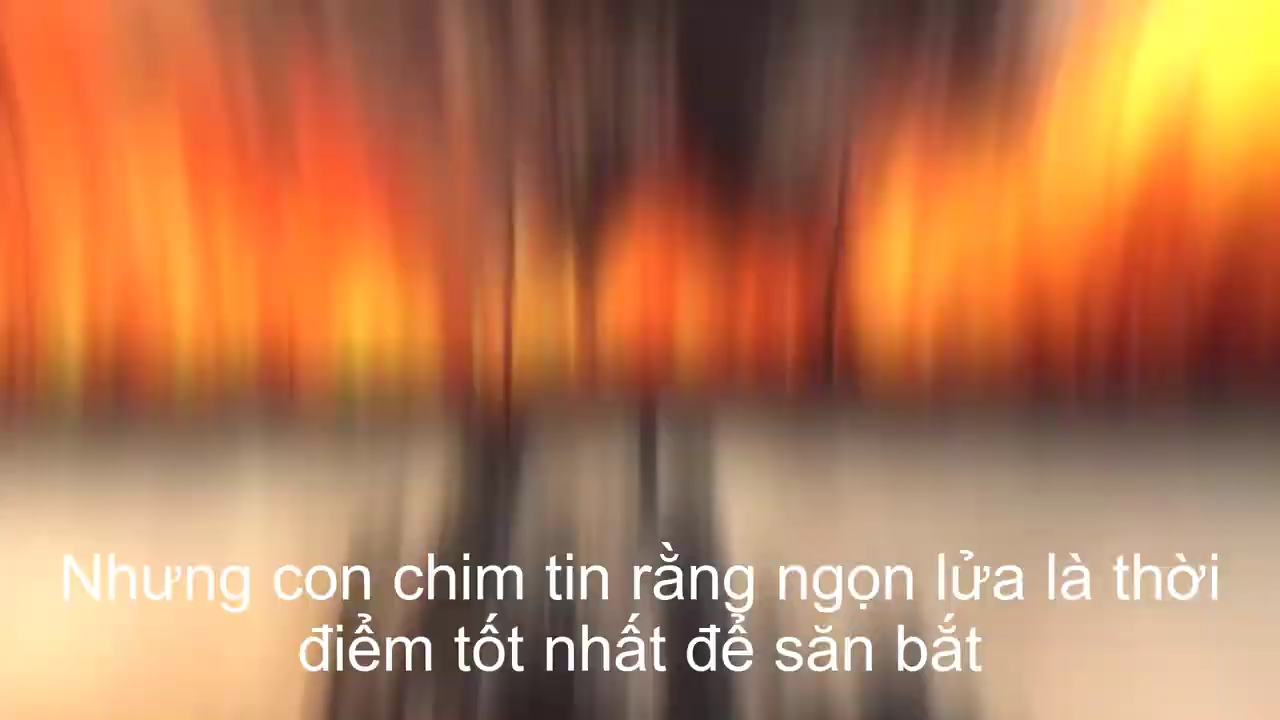 Nhưng con chim tin rằng ngọn lửa là thời
điểm tốt nhất để săn bắt